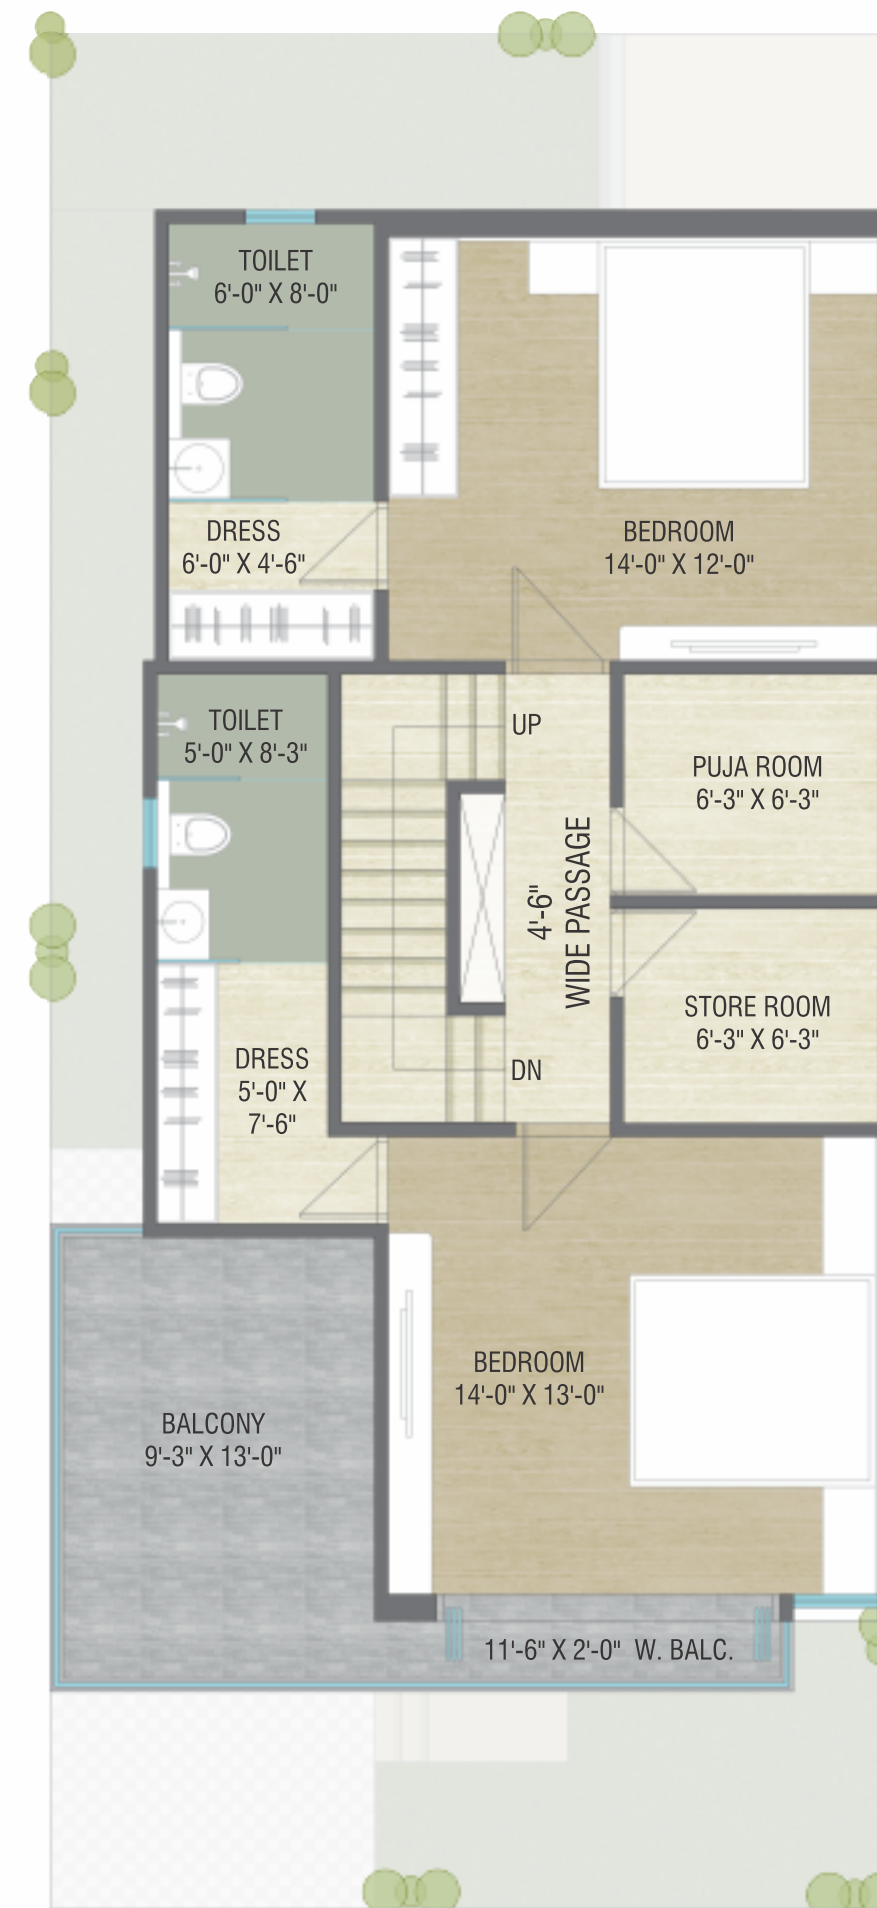 TOILET
6'-0" X 8'-0"
DRESS
6'-0" X 4'-6"
BEDROOM
14'-0" X 12'-0"
TOILET
5'-0" X 8'-3"
UP
PUJA ROOM
6'-3" X 6'-3"
4'-6"
WIDE PASSAGE
STORE ROOM
6'-3" X 6'-3"
DRESS
5'-0" X
7'-6"
DN
BEDROOM
14'-0" X 13'-0"
BALCONY
9'-3" X 13'-0"
11'-6" X 2'-0" W. BALC.